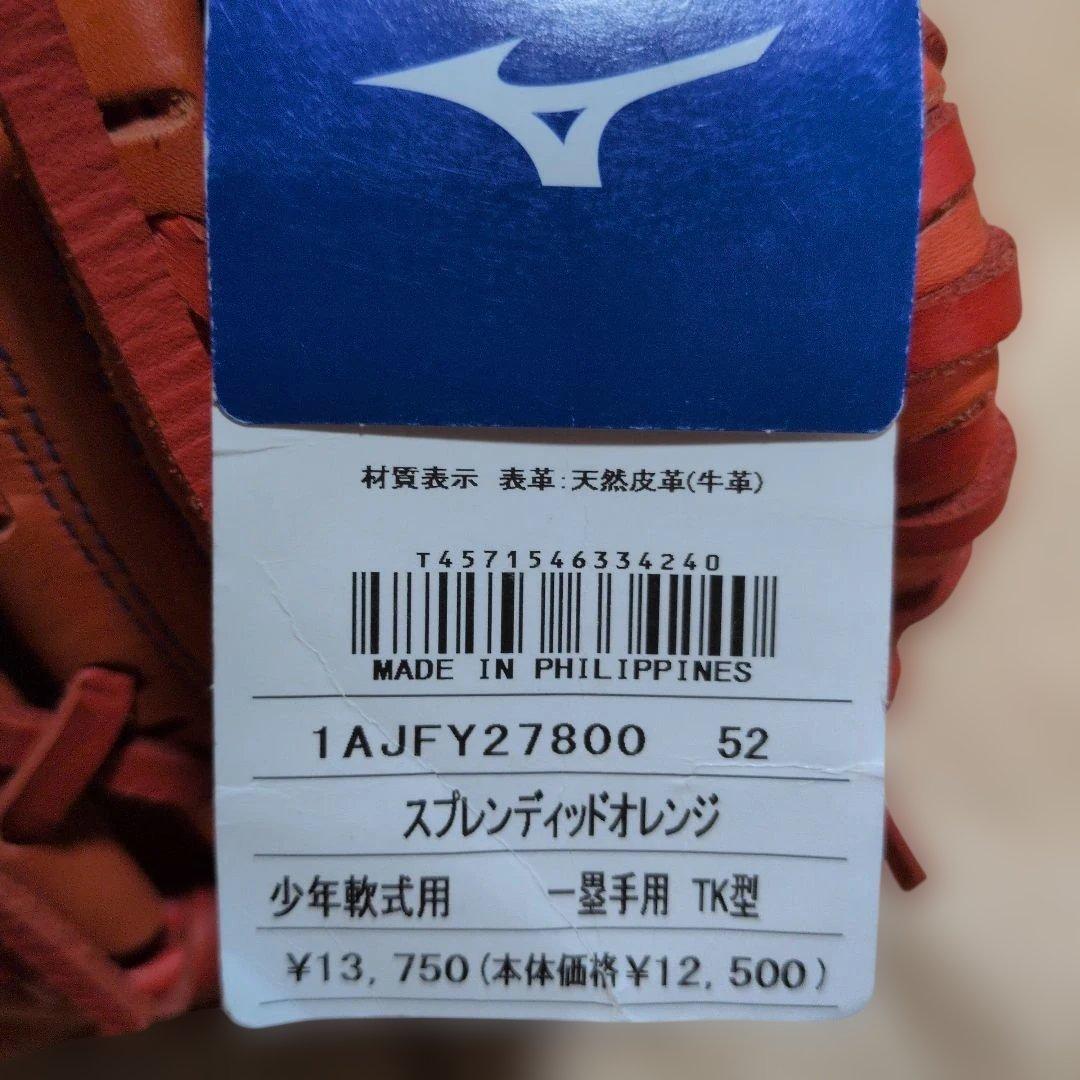 材質表示 表革:天然皮革(牛革)
T4571546334240
MADE IN PHILIPPINES
1AJFY27800 52
スプレンディッドオレンジ
少年軟式用 一塁手用 TK型
¥13,750(本体価格¥12,500)